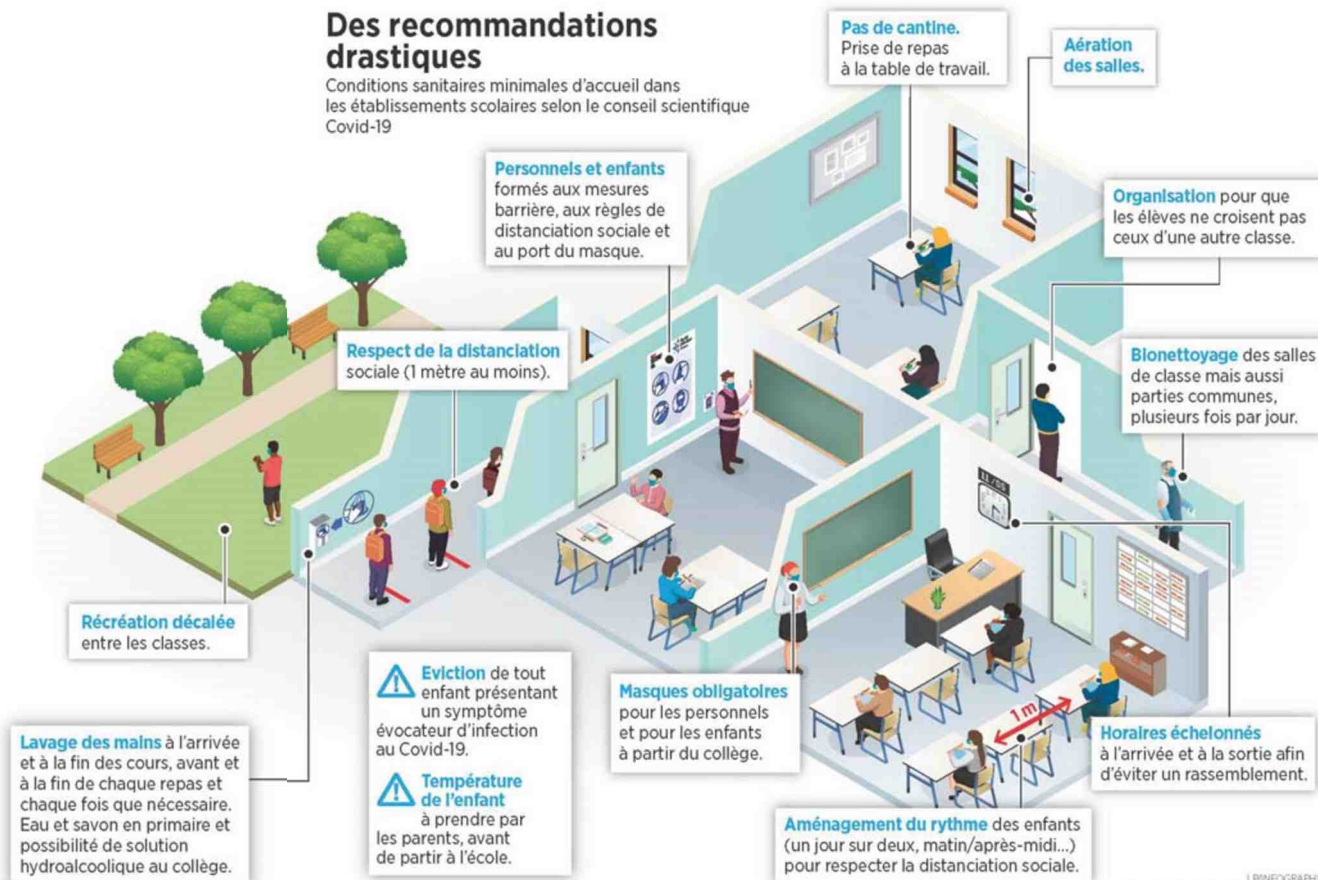 Des recommandations
drastiques
Conditions sanitaires minimales d'accueil dans
les établissements scolaires selon le conseil scientifique
Covid-19
Pas de cantine.
Prise de repas
à la table de travail.
Aération
des salles.
Personnels et enfants
formés aux mesures
barrière, aux règles de
distanciation sociale et
au port du masque.
Organisation pour que
les élèves ne croisent pas
ceux d'une autre classe.
Respect de la distanciation
sociale (1 mètre au moins).
Bionettoyage des salles
de classe mais aussi
parties communes,
plusieurs fois par jour.
11/05
Récréation décalée
entre les classes.
Eviction de tout
enfant présentant
un symptôme
évocateur d'infection
au Covid-19.
Température
de l'enfant
à prendre par
les parents, avant
de partir à l'école.
Masques obligatoires
pour les personnels
et pour les enfants
à partir du collège.
1 m
Horaires échelonnés
à l'arrivée et à la sortie afin
d'éviter un rassemblement.
Lavage des mains à l'arrivée
et à la fin des cours, avant et
à la fin de chaque repas et
chaque fois que nécessaire.
Eau et savon en primaire et
possibilité de solution
hydroalcoolique au collège.
Aménagement du rythme des enfants
(un jour sur deux, matin/après-midi...)
pour respecter la distanciation sociale.